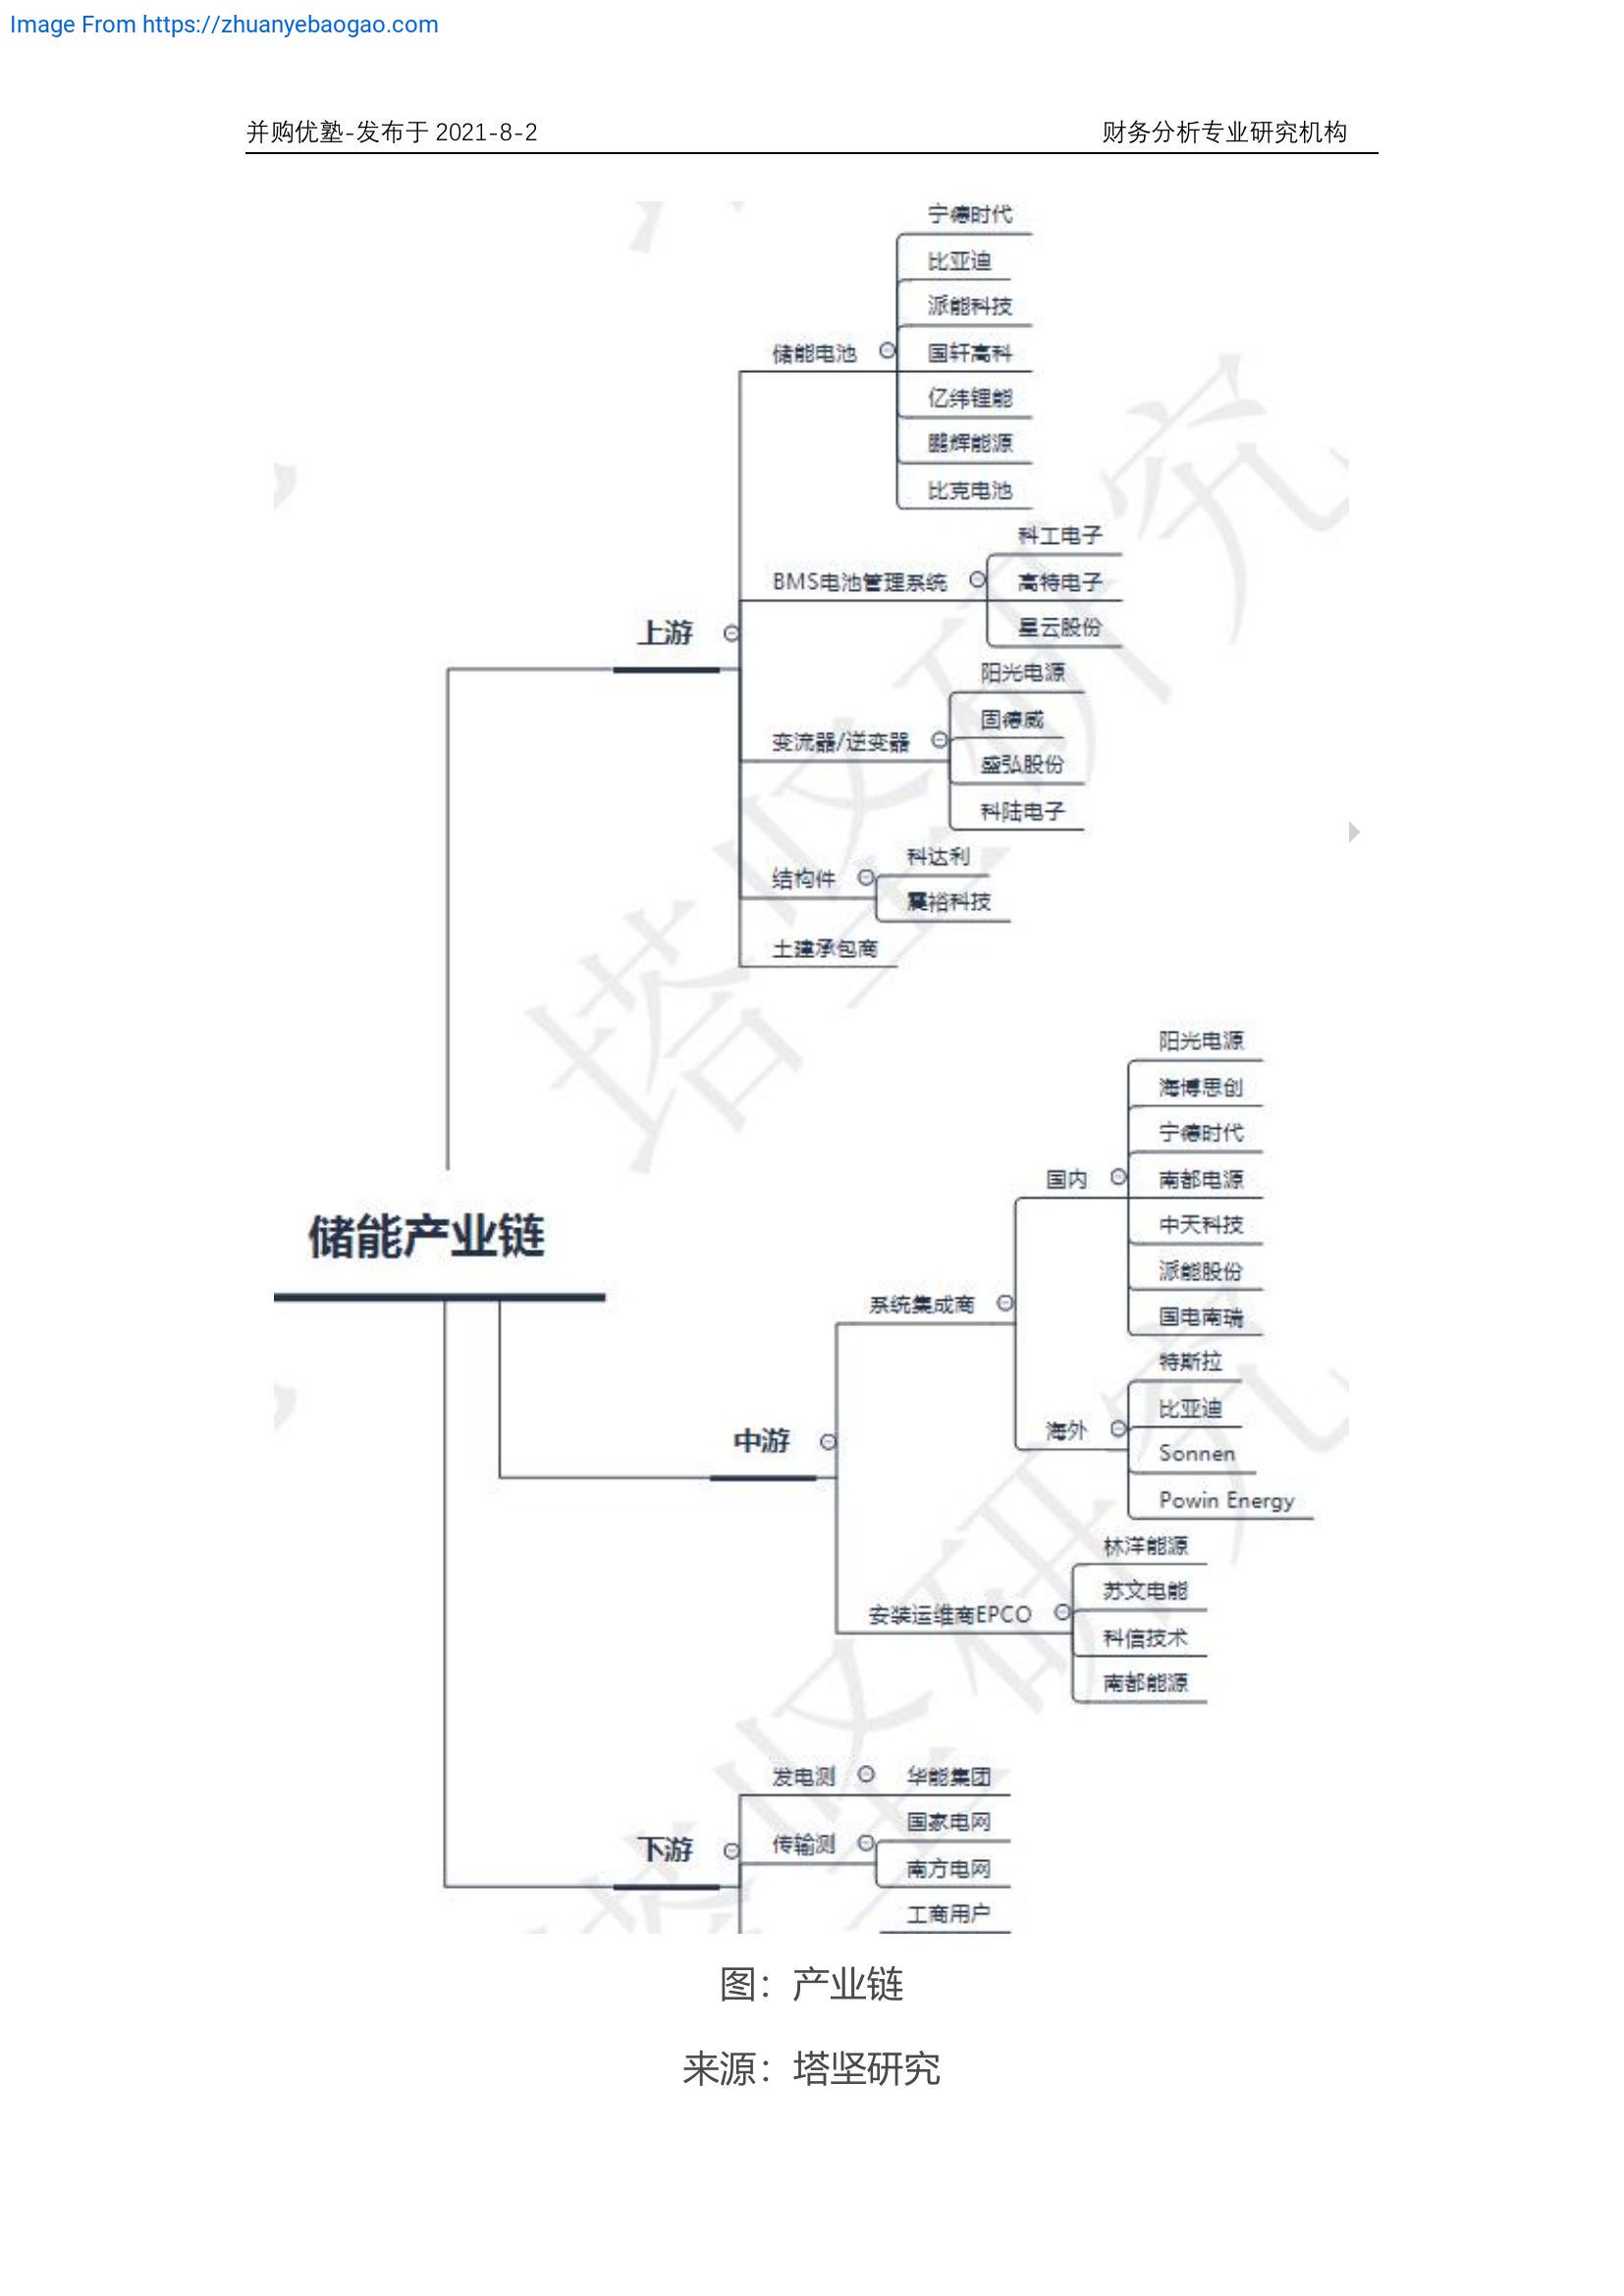 Image From https://zhuanyebaogao.com
并购优塾-发布于 2021-8-2
财务分析专业研究机构
储能产业链
上游
储能电池
宁德时代
比亚迪
派能科技
国轩高科
亿纬锂能
鹏辉能源
比克电池
BMS电池管理系统
科工电子
高特电子
星云股份
变流器/逆变器
阳光电源
固德威
盛弘股份
科陆电子
结构件
科达利
震裕科技
土建承包商
中游
系统集成商
国内
阳光电源
海博思创
宁德时代
南都电源
中天科技
派能股份
国电南瑞
海外
特斯拉
比亚迪
Sonnen
Powin Energy
安装运维商EPCO
林洋能源
苏文电能
科信技术
南都能源
下游
发电测
华能集团
传输测
国家电网
南方电网
工商用户
塔坚研究
塔坚研究
图：产业链
来源：塔坚研究